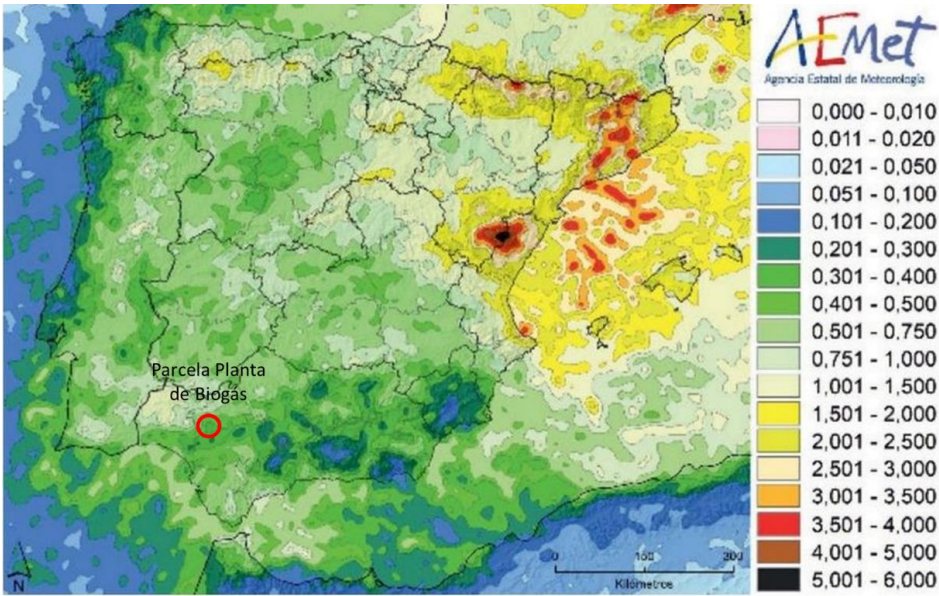 AEMet
Agencia Estatal de Meteorología
0,000 - 0,010
0,011 - 0,020
0,021 - 0,050
0,051 - 0,100
0,101 - 0,200
0,201 - 0,300
0,301 - 0,400
0,401 - 0,500
0,501 - 0,750
0,751 - 1,000
1,001 - 1,500
1,501 - 2,000
2,001 - 2,500
2,501 - 3,000
3,001 - 3,500
3,501 - 4,000
4,001 - 5,000
5,001 - 6,000
Parcela Planta
de Biogás
0 150 300
Kilómetros
N